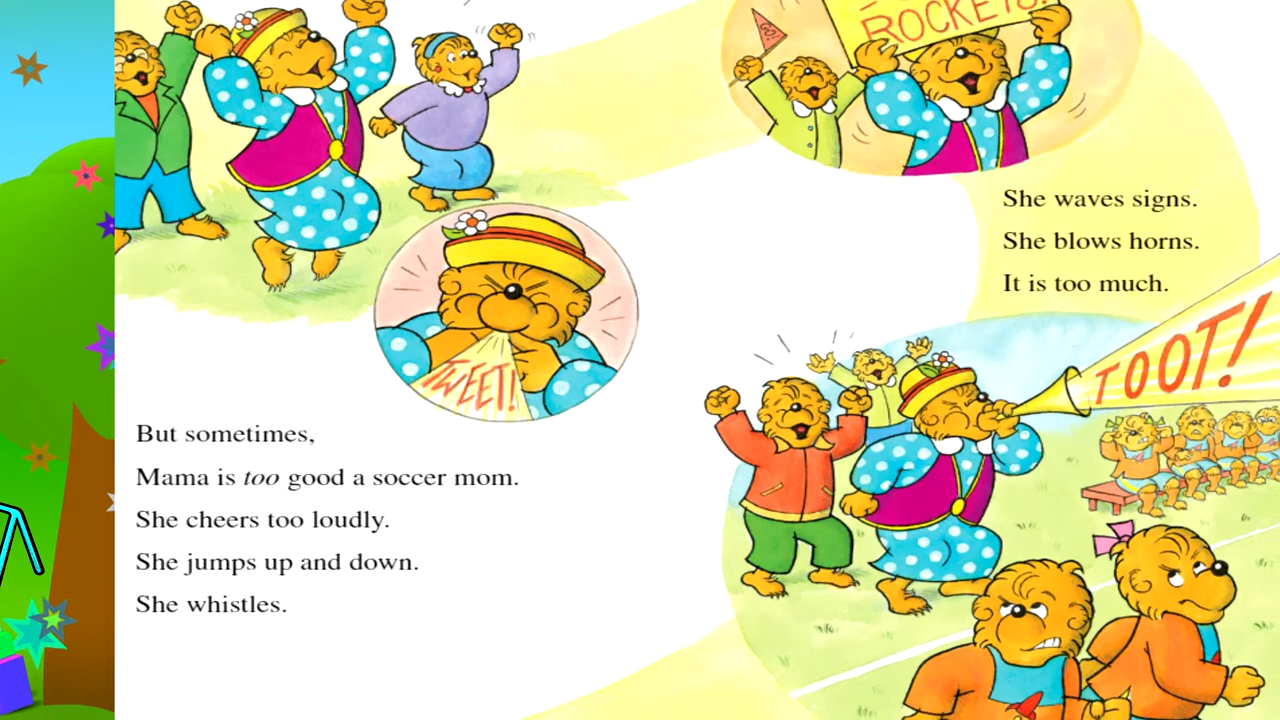 TWEET!
But sometimes,
Mama is too good a soccer mom.
She cheers too loudly.
She jumps up and down.
She whistles.
ROCKETS!
She waves signs.
She blows horns.
It is too much.
TOOT!